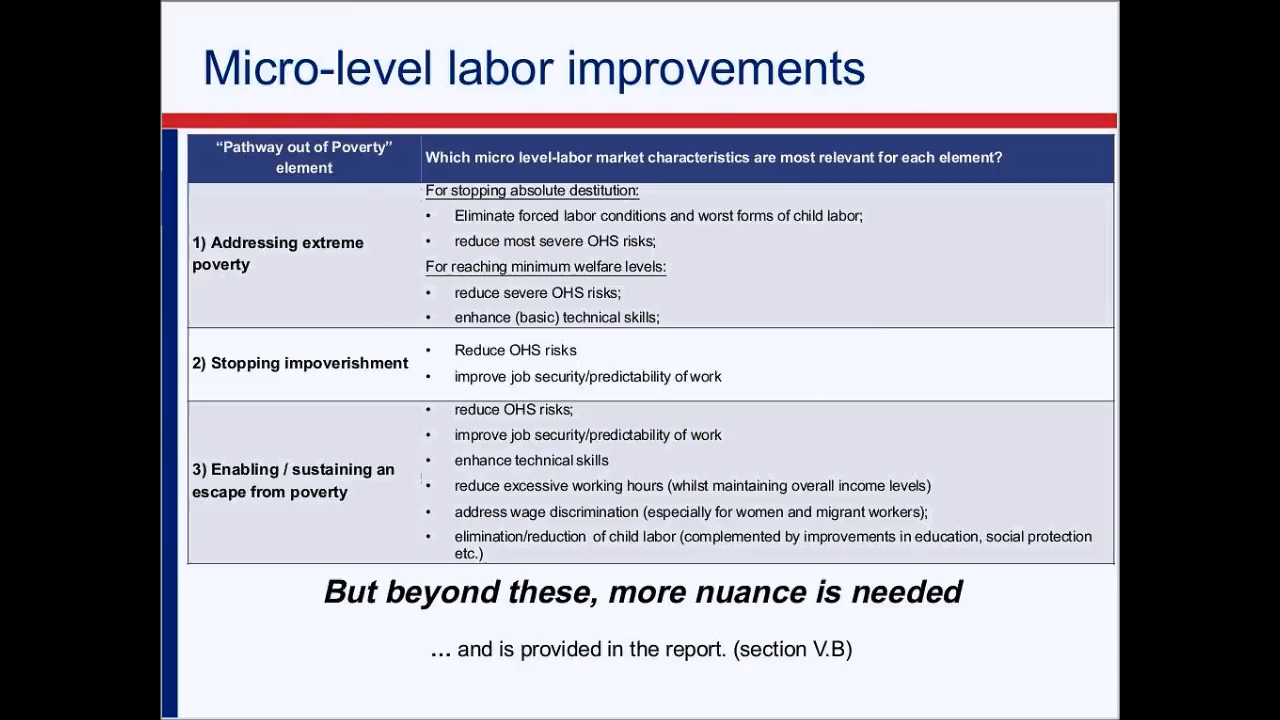 Micro-level labor improvements
“Pathway out of Poverty”
element
Which micro level-labor market characteristics are most relevant for each element?
1) Addressing extreme
poverty
For stopping absolute destitution:
• Eliminate forced labor conditions and worst forms of child labor;
• reduce most severe OHS risks;
For reaching minimum welfare levels:
• reduce severe OHS risks;
• enhance (basic) technical skills;
2) Stopping impoverishment
• Reduce OHS risks
• improve job security/predictability of work
3) Enabling / sustaining an
escape from poverty
• reduce OHS risks;
• improve job security/predictability of work
• enhance technical skills
• reduce excessive working hours (whilst maintaining overall income levels)
• address wage discrimination (especially for women and migrant workers);
• elimination/reduction of child labor (complemented by improvements in education, social protection
etc.)
But beyond these, more nuance is needed
... and is provided in the report. (section V.B)